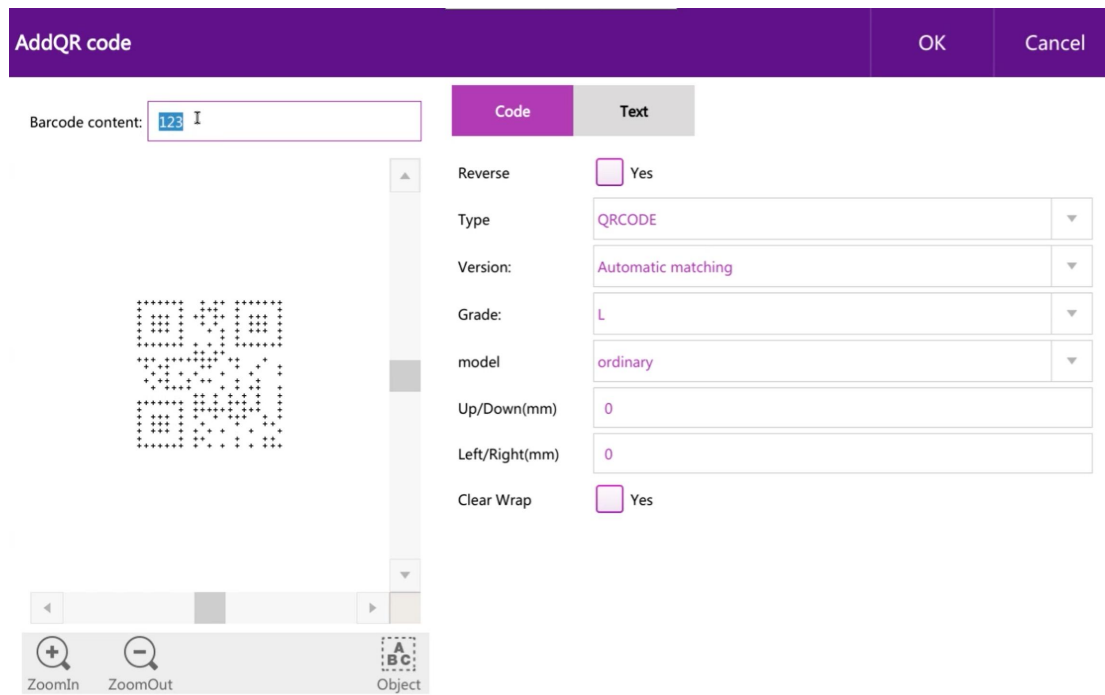 AddQR code
OK
Cancel
Barcode content: 123
Code
Text
Reverse Yes
Type QRCODE
Version: Automatic matching
Grade: L
model ordinary
Up/Down(mm) 0
Left/Right(mm) 0
Clear Wrap Yes
ZoomIn
ZoomOut
A
BC
Object